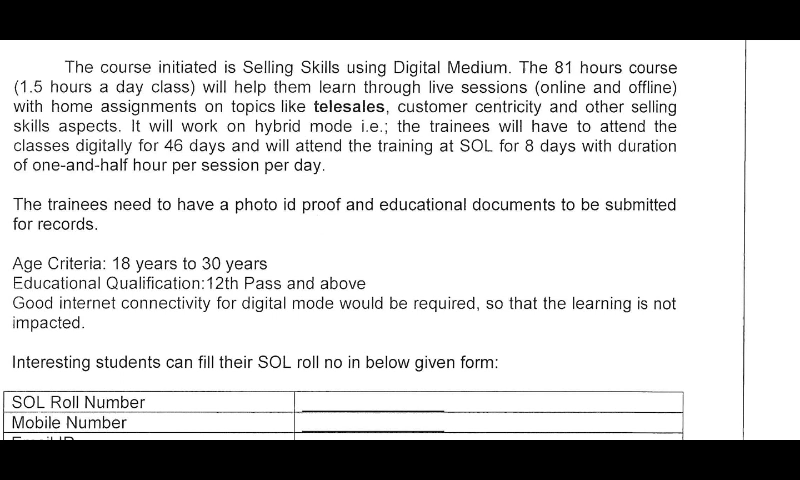 The course initiated is Selling Skills using Digital Medium. The 81 hours course
(1.5 hours a day class) will help them learn through live sessions (online and offline)
with home assignments on topics like telesales, customer centricity and other selling
skills aspects. It will work on hybrid mode i.e.; the trainees will have to attend the
classes digitally for 46 days and will attend the training at SOL for 8 days with duration
of one-and-half hour per session per day.
The trainees need to have a photo id proof and educational documents to be submitted
for records.
Age Criteria: 18 years to 30 years
Educational Qualification:12th Pass and above
Good internet connectivity for digital mode would be required, so that the learning is not
impacted.
Interesting students can fill their SOL roll no in below given form:
SOL Roll Number
Mobile Number